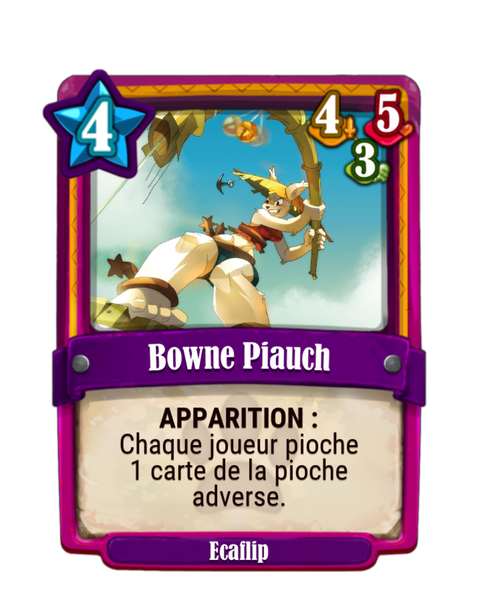 4
4
5
3
Bowne Piauch
APPARITION :
Chaque joueur pioche
1 carte de la pioche
adverse.
Ecaflip